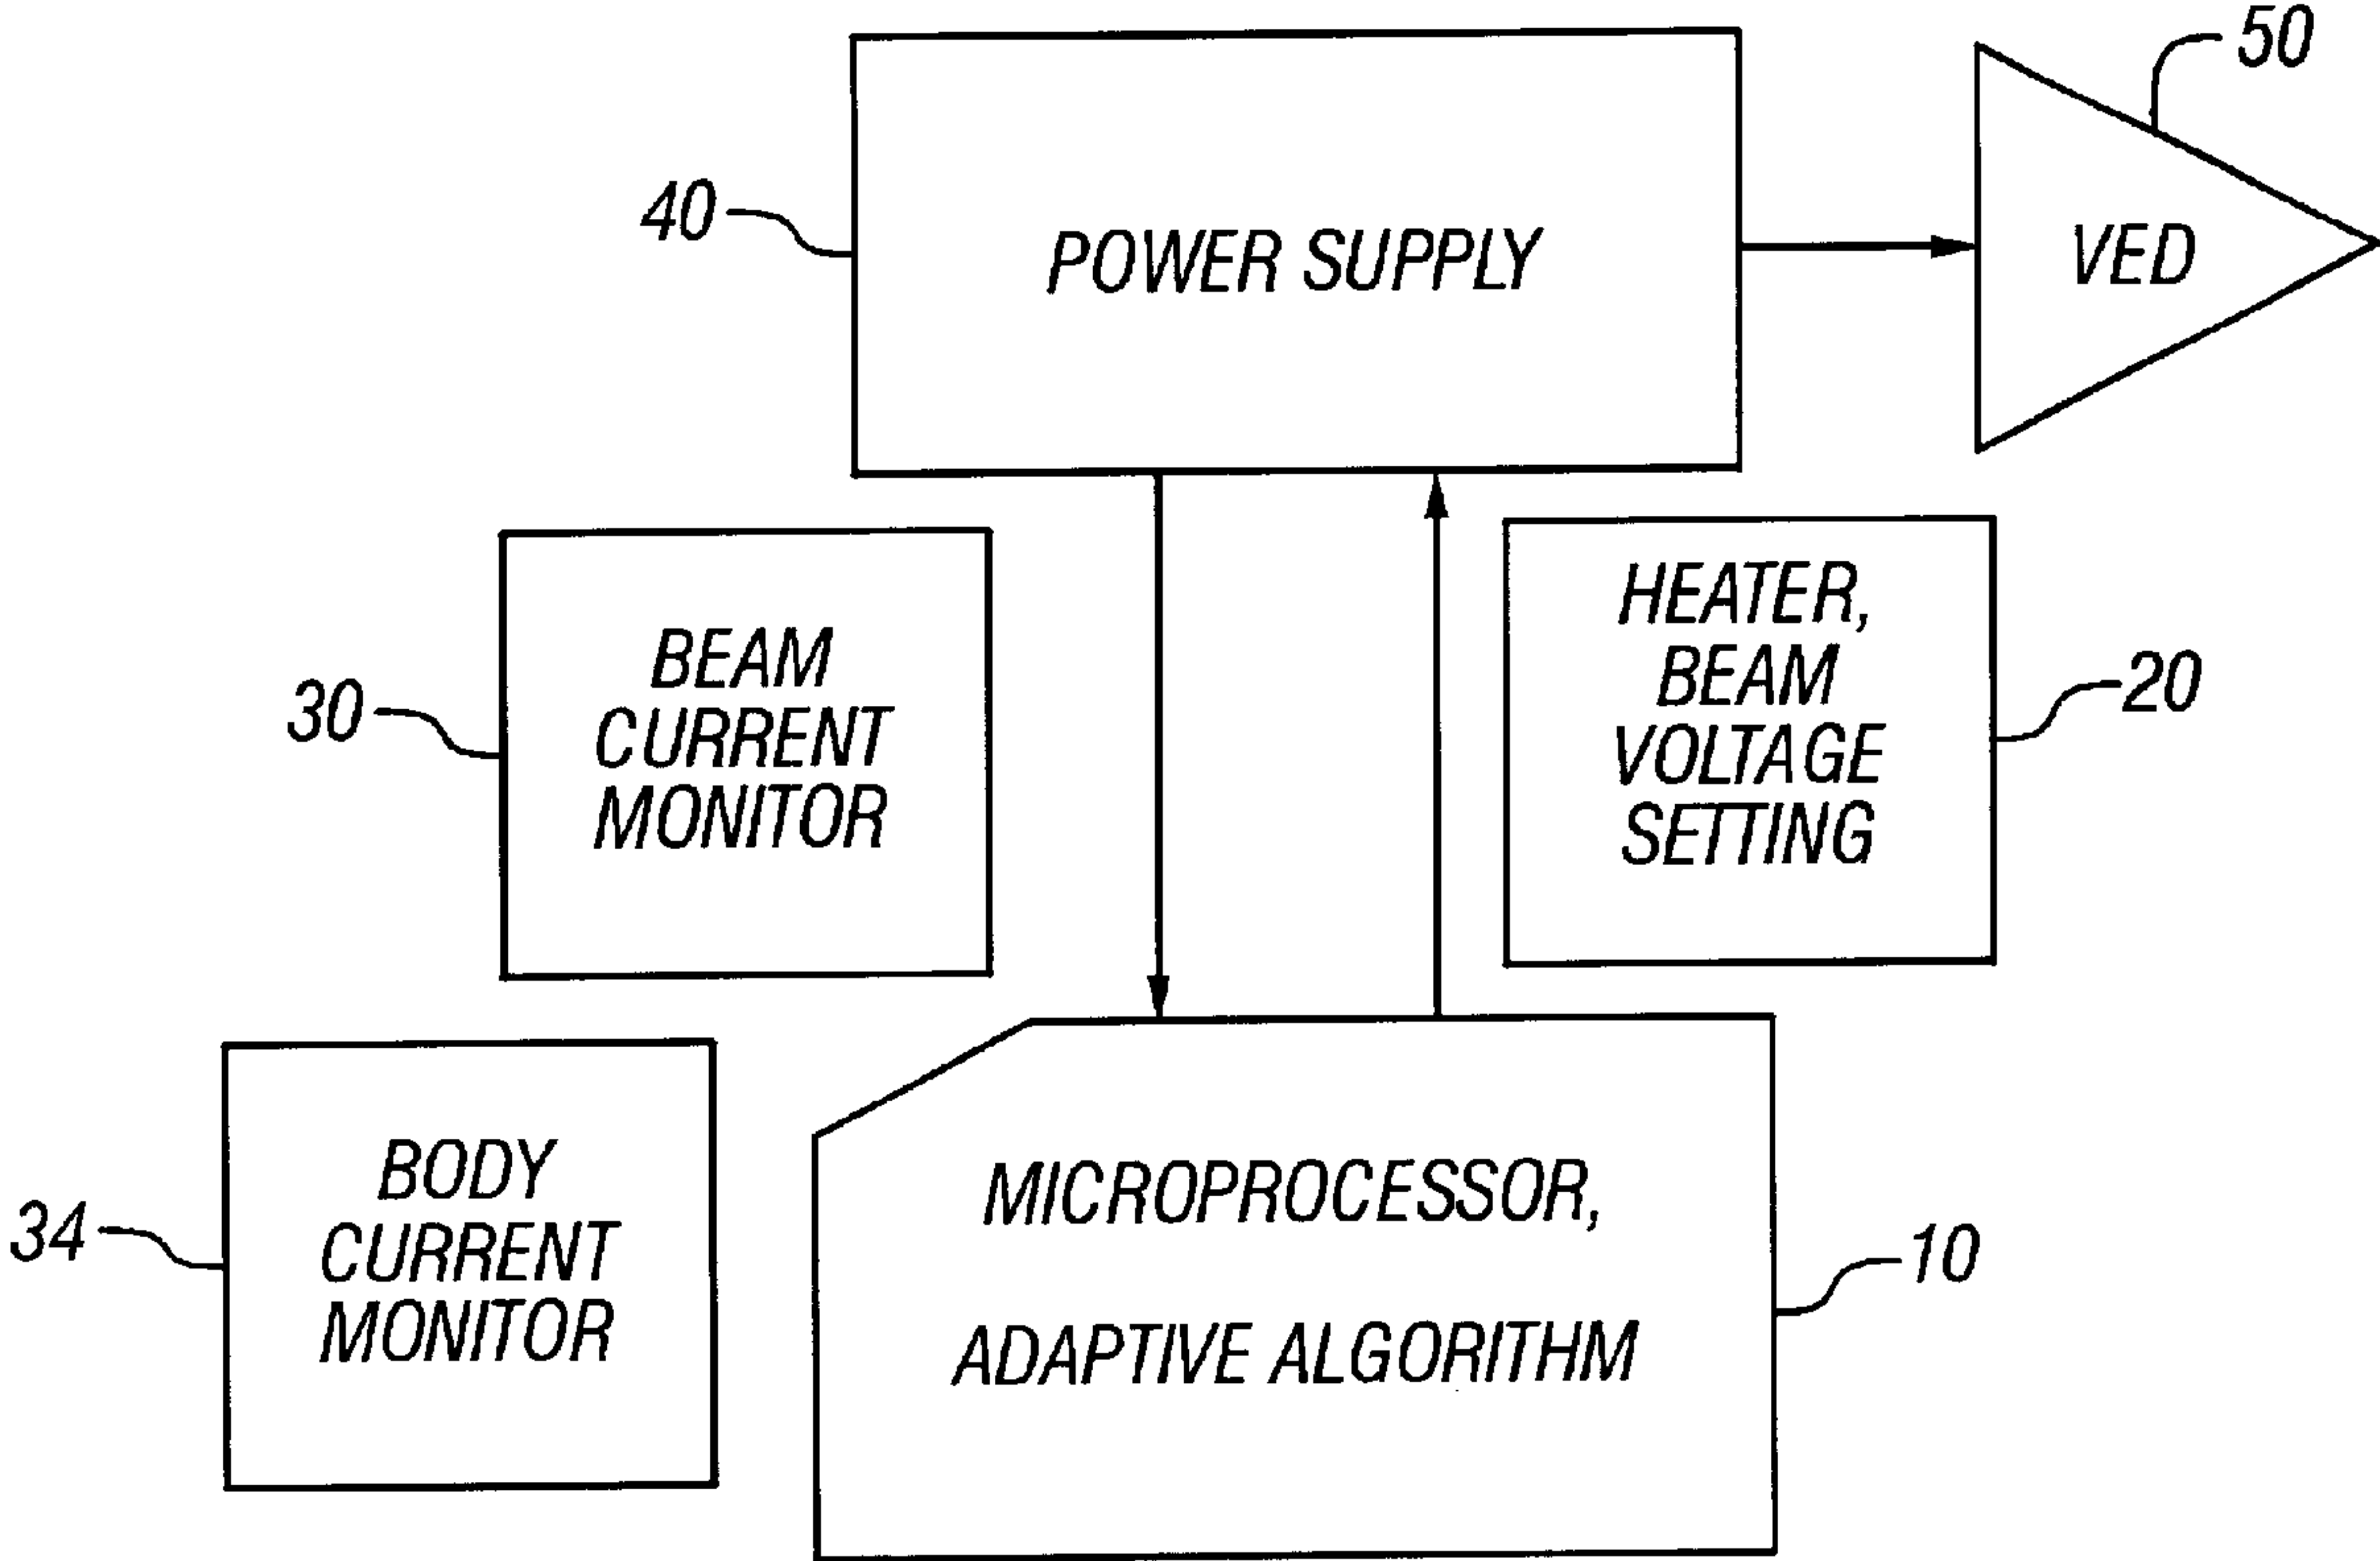 50
40
POWER SUPPLY
VED
HEATER,
BEAM
VOLTAGE
SETTING
20
BEAM
CURRENT
MONITOR
30
BODY
CURRENT
MONITOR
34
MICROPROCESSOR,
ADAPTIVE ALGORITHM
10